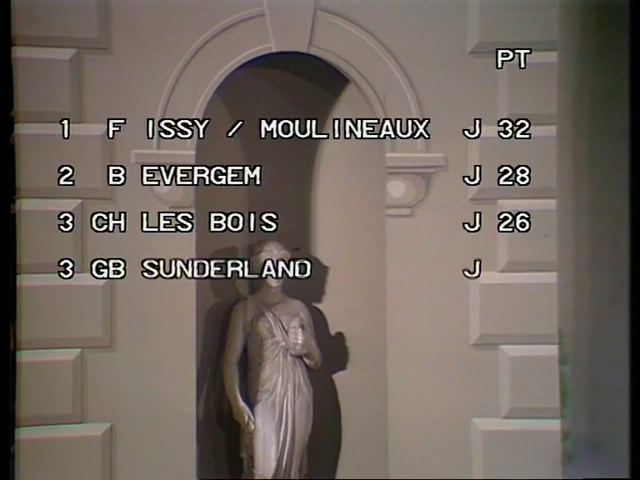 PT
1 F ISSY / MOULINEAUX J 32
2 B EVERGEM J 28
3 CH LES BOIS J 26
3 GB SUNDERLAND J